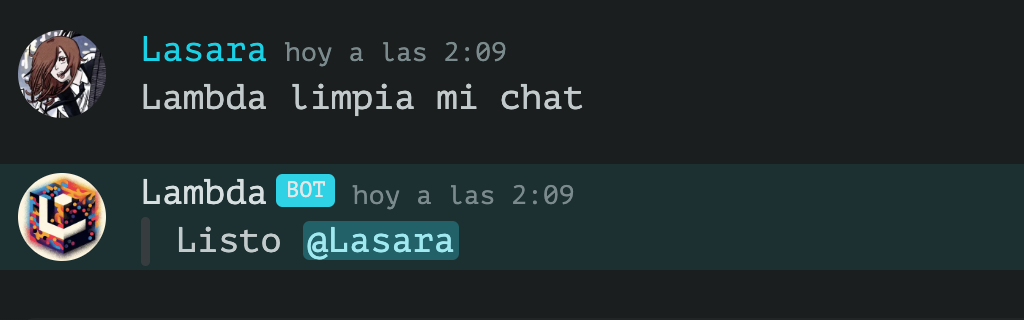 Lasara hoy a las 2:09
Lambda limpia mi chat
Lambda BOT hoy a las 2:09
Listo @Lasara